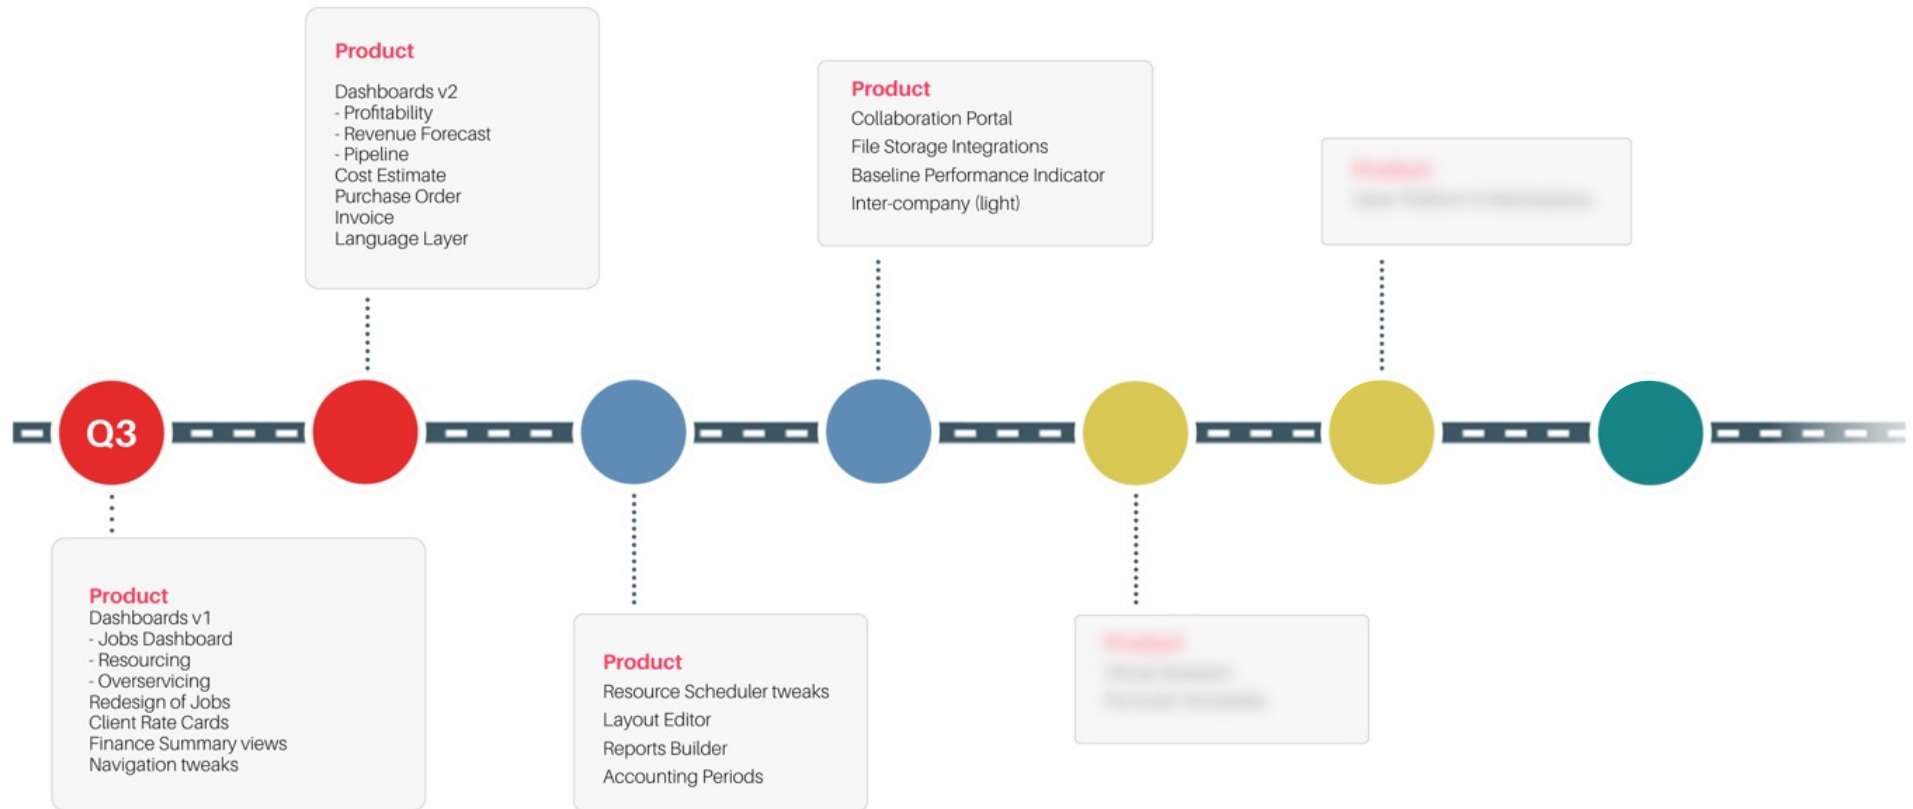 Product
Dashboards v2
- Profitability
- Revenue Forecast
- Pipeline
Cost Estimate
Purchase Order
Invoice
Language Layer
Product
Collaboration Portal
File Storage Integrations
Baseline Performance Indicator
Inter-company (light)
Q3
Product
Dashboards v1
- Jobs Dashboard
- Resourcing
- Overservicing
Redesign of Jobs
Client Rate Cards
Finance Summary views
Navigation tweaks
Product
Resource Scheduler tweaks
Layout Editor
Reports Builder
Accounting Periods